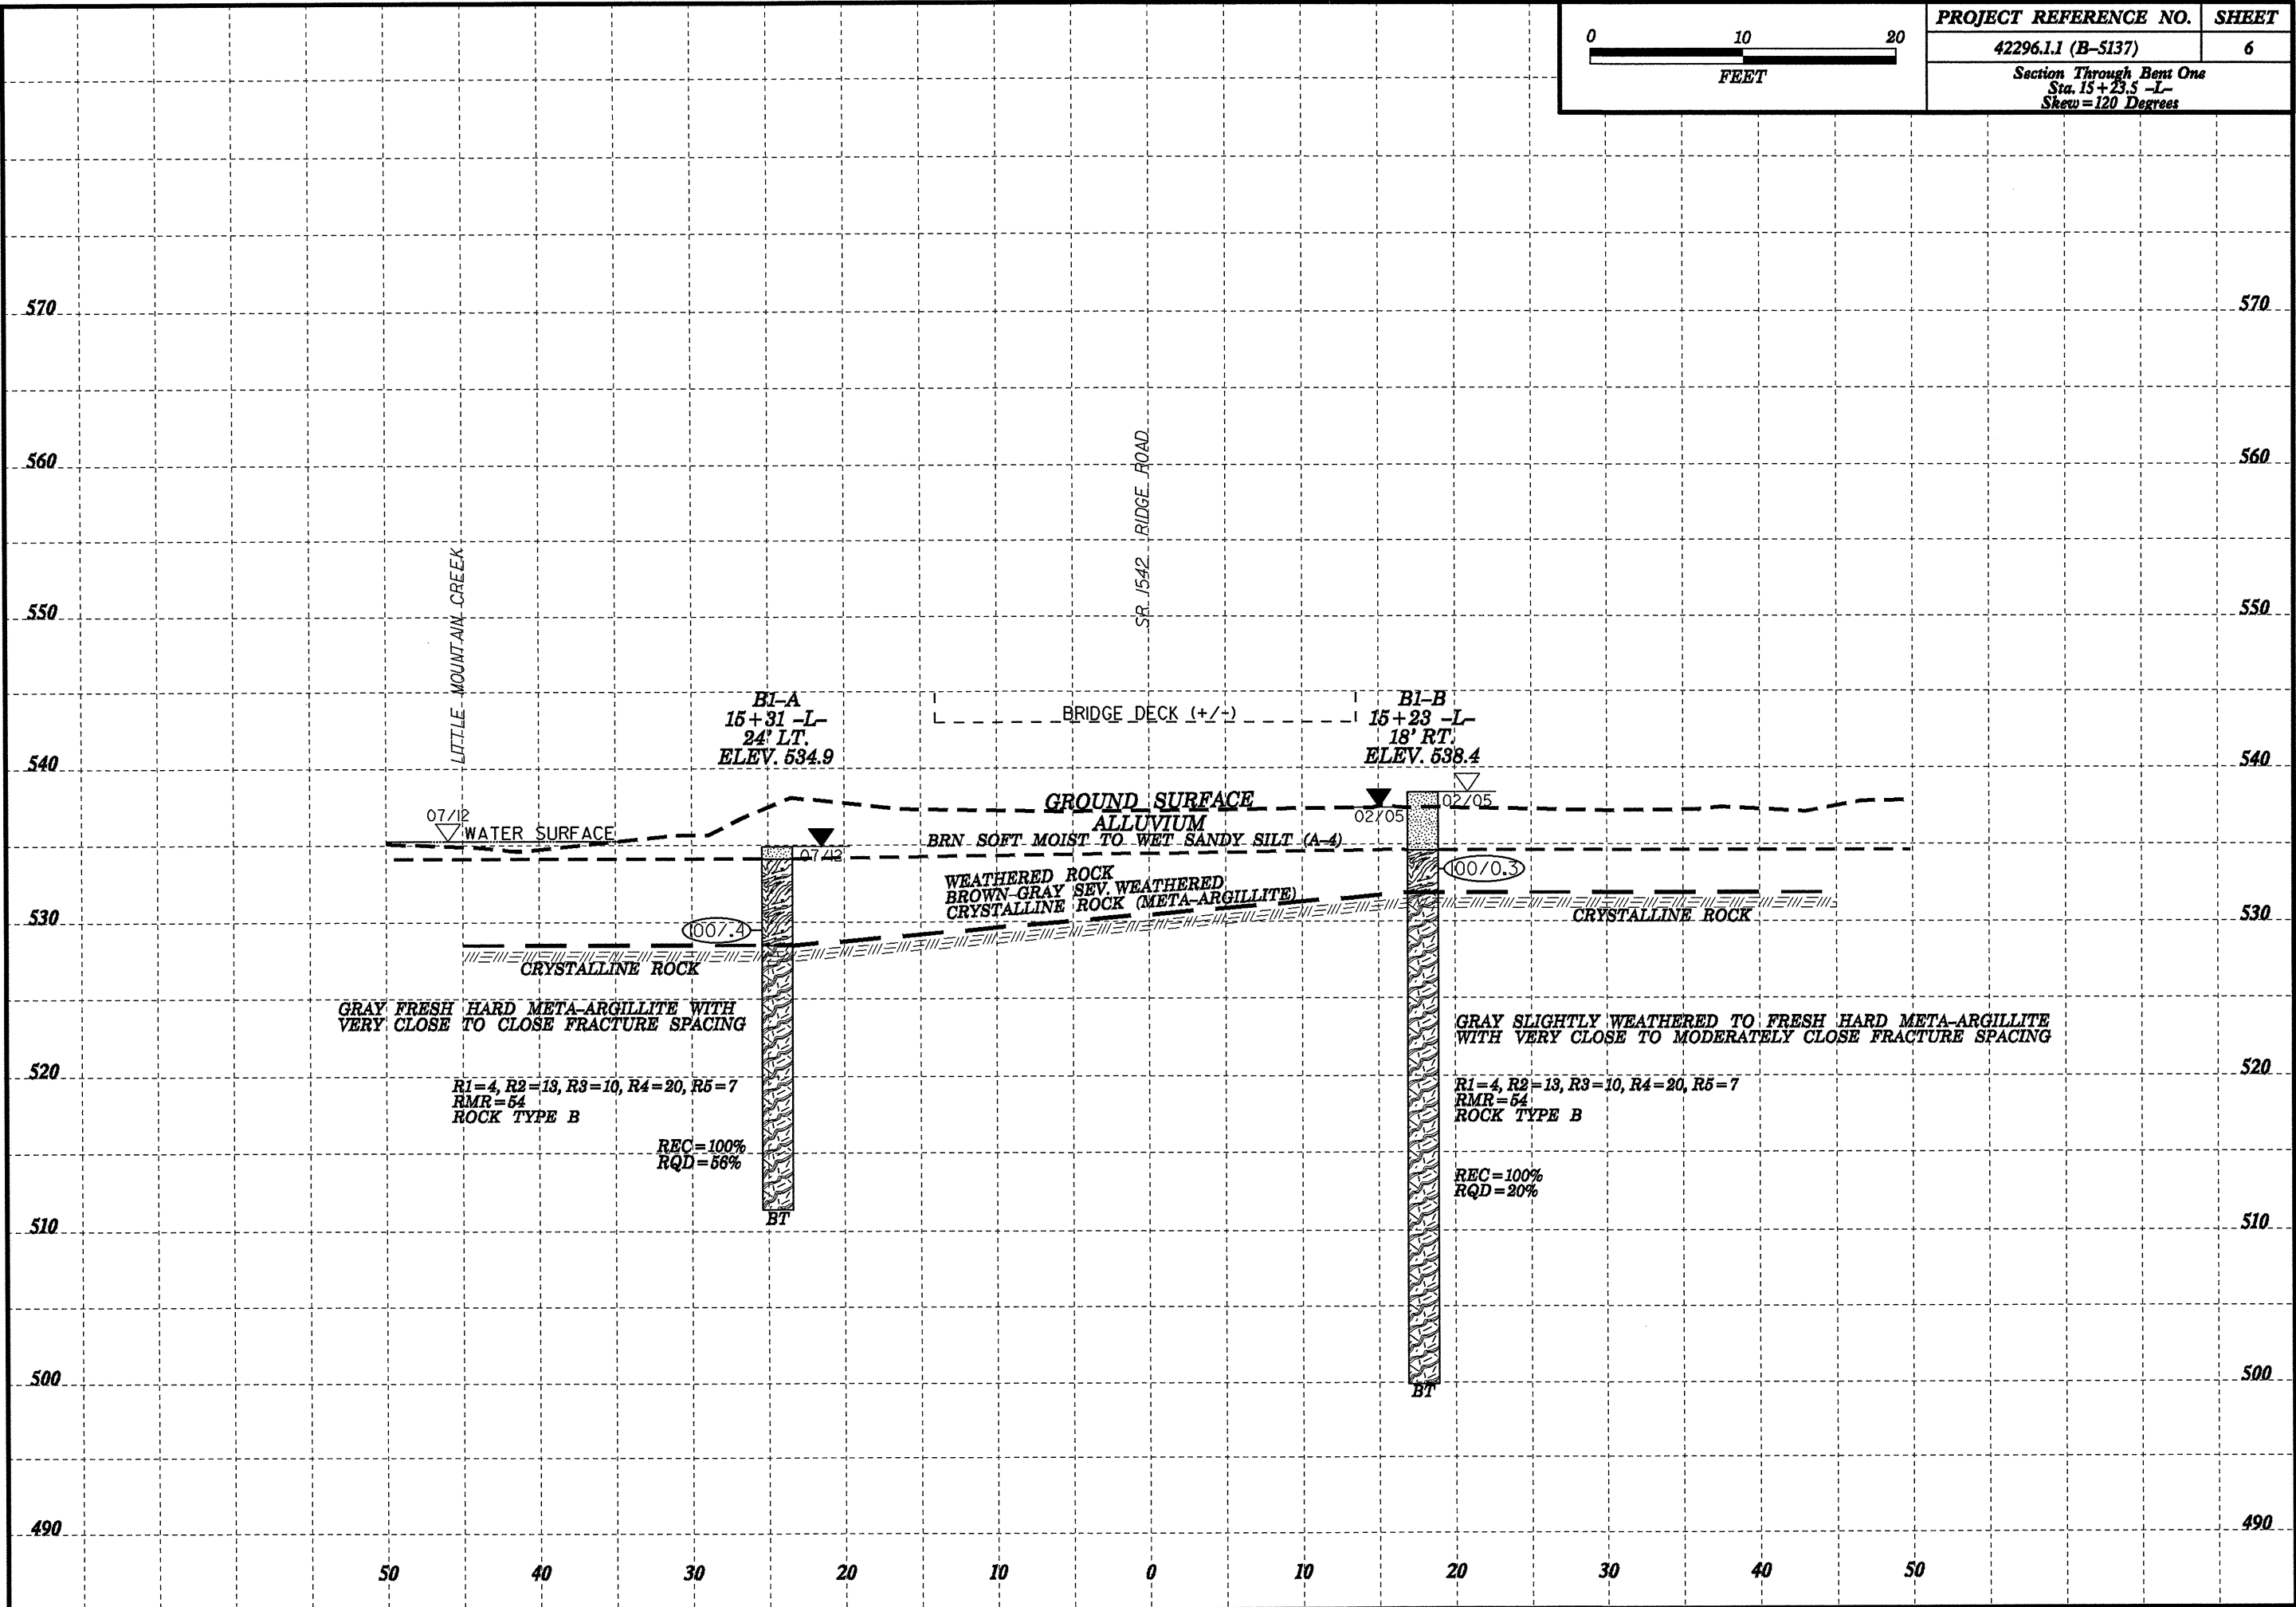 0 10 20
FEET
PROJECT REFERENCE NO. SHEET
42296.1.1 (B-5137) 6
Section Through Bent One
Sta. 15+23.5 -L-
Skew=120 Degrees
570 570
560 560
550 550
LITTLE MOUNTAIN CREEK
SR 1542 RIDGE ROAD
B1-A
15+31 -L-
24' LT.
ELEV. 534.9
BRIDGE DECK (+/-)
B1-B
15+23 -L-
18' RT.
ELEV. 538.4
540 540
07/12
WATER SURFACE
07/12
GROUND SURFACE
ALLUVIUM
BRN SOFT MOIST TO WET SANDY SILT (A-4)
02/05
02/05
WEATHERED ROCK
BROWN-GRAY SEV. WEATHERED
CRYSTALLINE ROCK (META-ARGILLITE)
100/.4
100/0.3
530 530
CRYSTALLINE ROCK
CRYSTALLINE ROCK
GRAY FRESH HARD META-ARGILLITE WITH
VERY CLOSE TO CLOSE FRACTURE SPACING
GRAY SLIGHTLY WEATHERED TO FRESH HARD META-ARGILLITE
WITH VERY CLOSE TO MODERATELY CLOSE FRACTURE SPACING
520 520
R1=4, R2=13, R3=10, R4=20, R5=7
RMR=54
ROCK TYPE B
R1=4, R2=13, R3=10, R4=20, R5=7
RMR=54
ROCK TYPE B
REC=100%
RQD=56%
REC=100%
RQD=20%
BT
510 510
500 500
BT
490 490
50 40 30 20 10 0 10 20 30 40 50